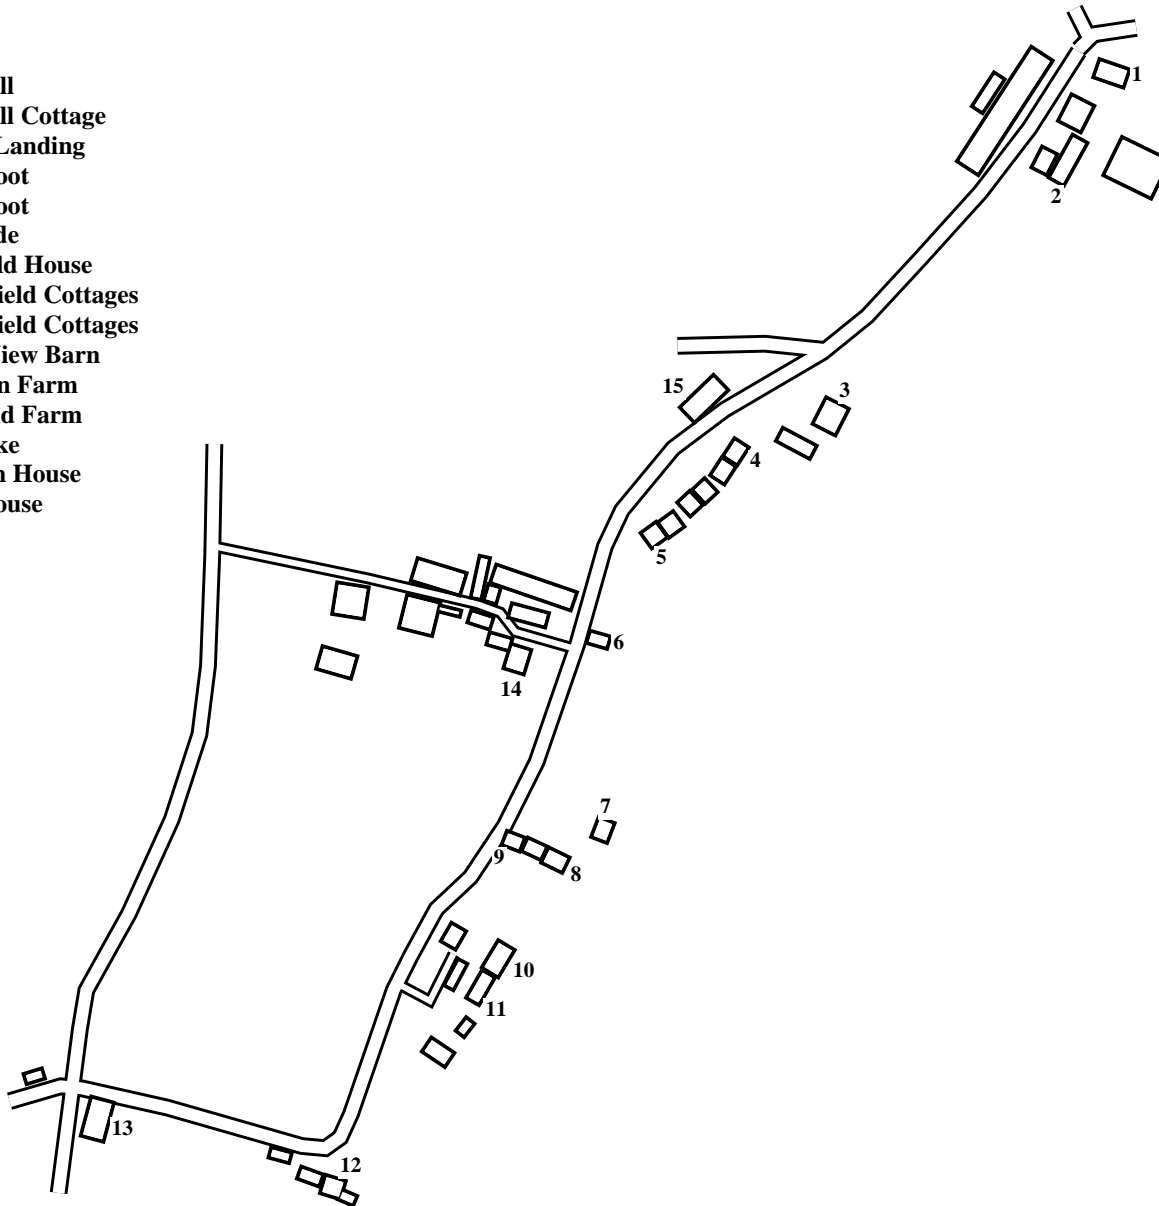 ll
ll Cottage
Landing
oot
oot
de
ld House
ield Cottages
ield Cottages
View Barn
n Farm
d Farm
ke
n House
ouse
1
2
3
15
4
5
6
14
7
9
8
10
11
13
12